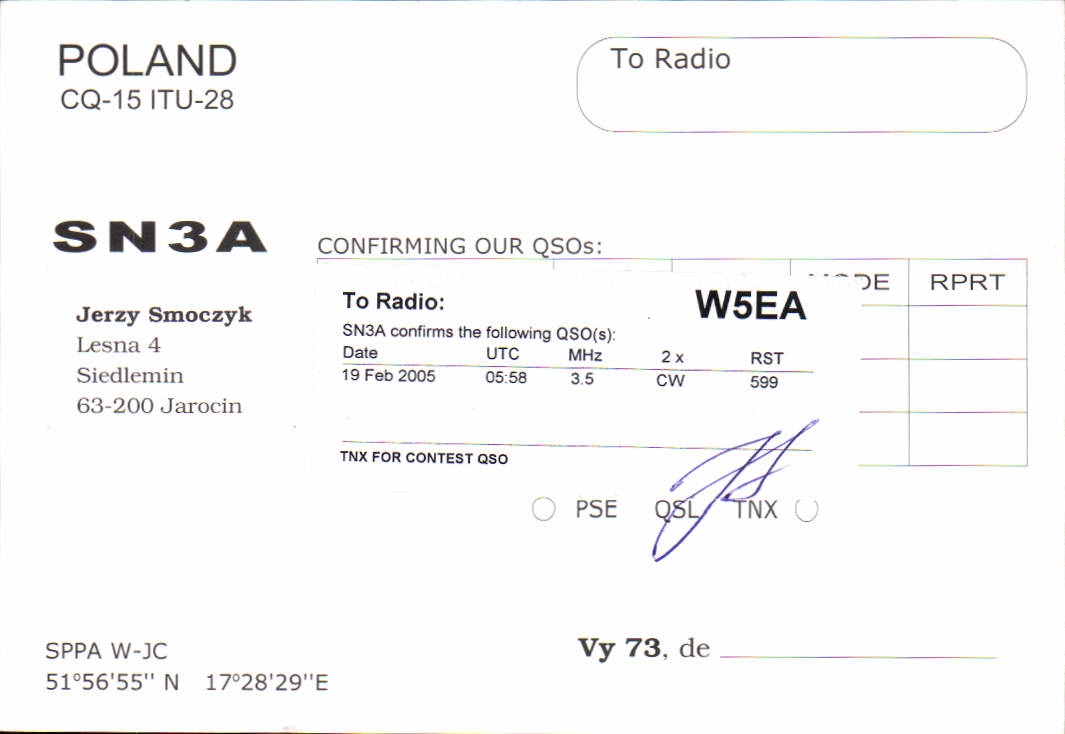 POLAND
CQ-15 ITU-28
To Radio
SN3A
CONFIRMING OUR QSOs:
MODE RPRT
Jerzy Smoczyk
Lesna 4
Siedlemin
63-200 Jarocin
To Radio: W5EA
SN3A confirms the following QSO(s):
Date UTC MHz 2 x RST
19 Feb 2005 05:58 3.5 CW 599
TNX FOR CONTEST QSO
PSE QSL TNX
Vy 73, de
SPPA W-JC
51°56'55'' N 17°28'29''E